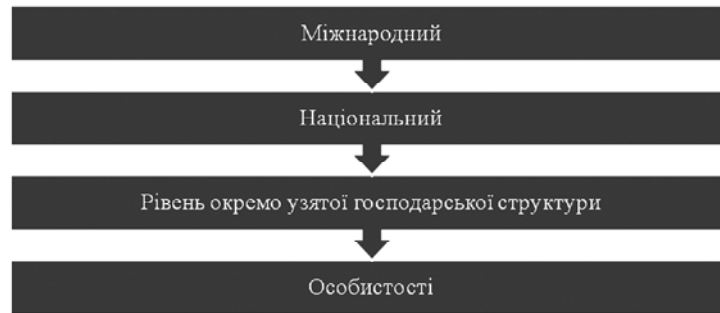 Міжнародний
Національний
Рівень окремо узятої господарської структури
Особистості